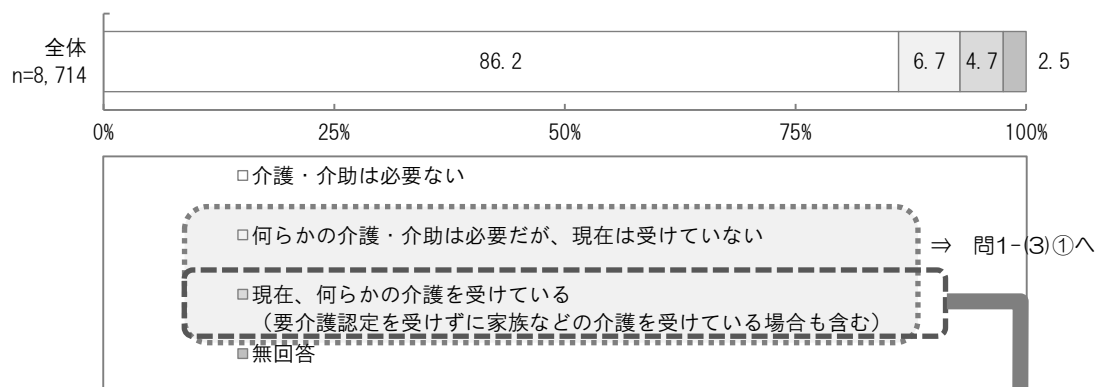 全体
n=8,714
86.2 6.7 4.7 2.5
0% 25% 50% 75% 100%
介護・介助は必要ない
何らかの介護・介助は必要だが、現在は受けていない
⇒ 問1-(3)①へ
現在、何らかの介護を受けている
（要介護認定を受けずに家族などの介護を受けている場合も含む）
無回答